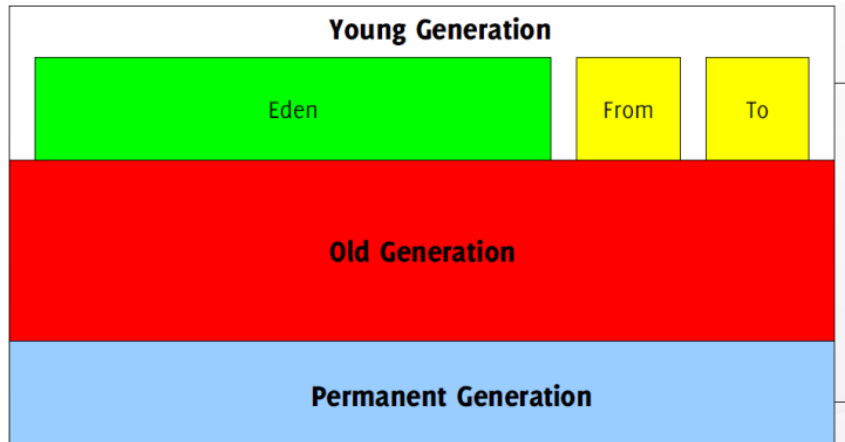 Young Generation
Eden
From
To
Old Generation
Permanent Generation